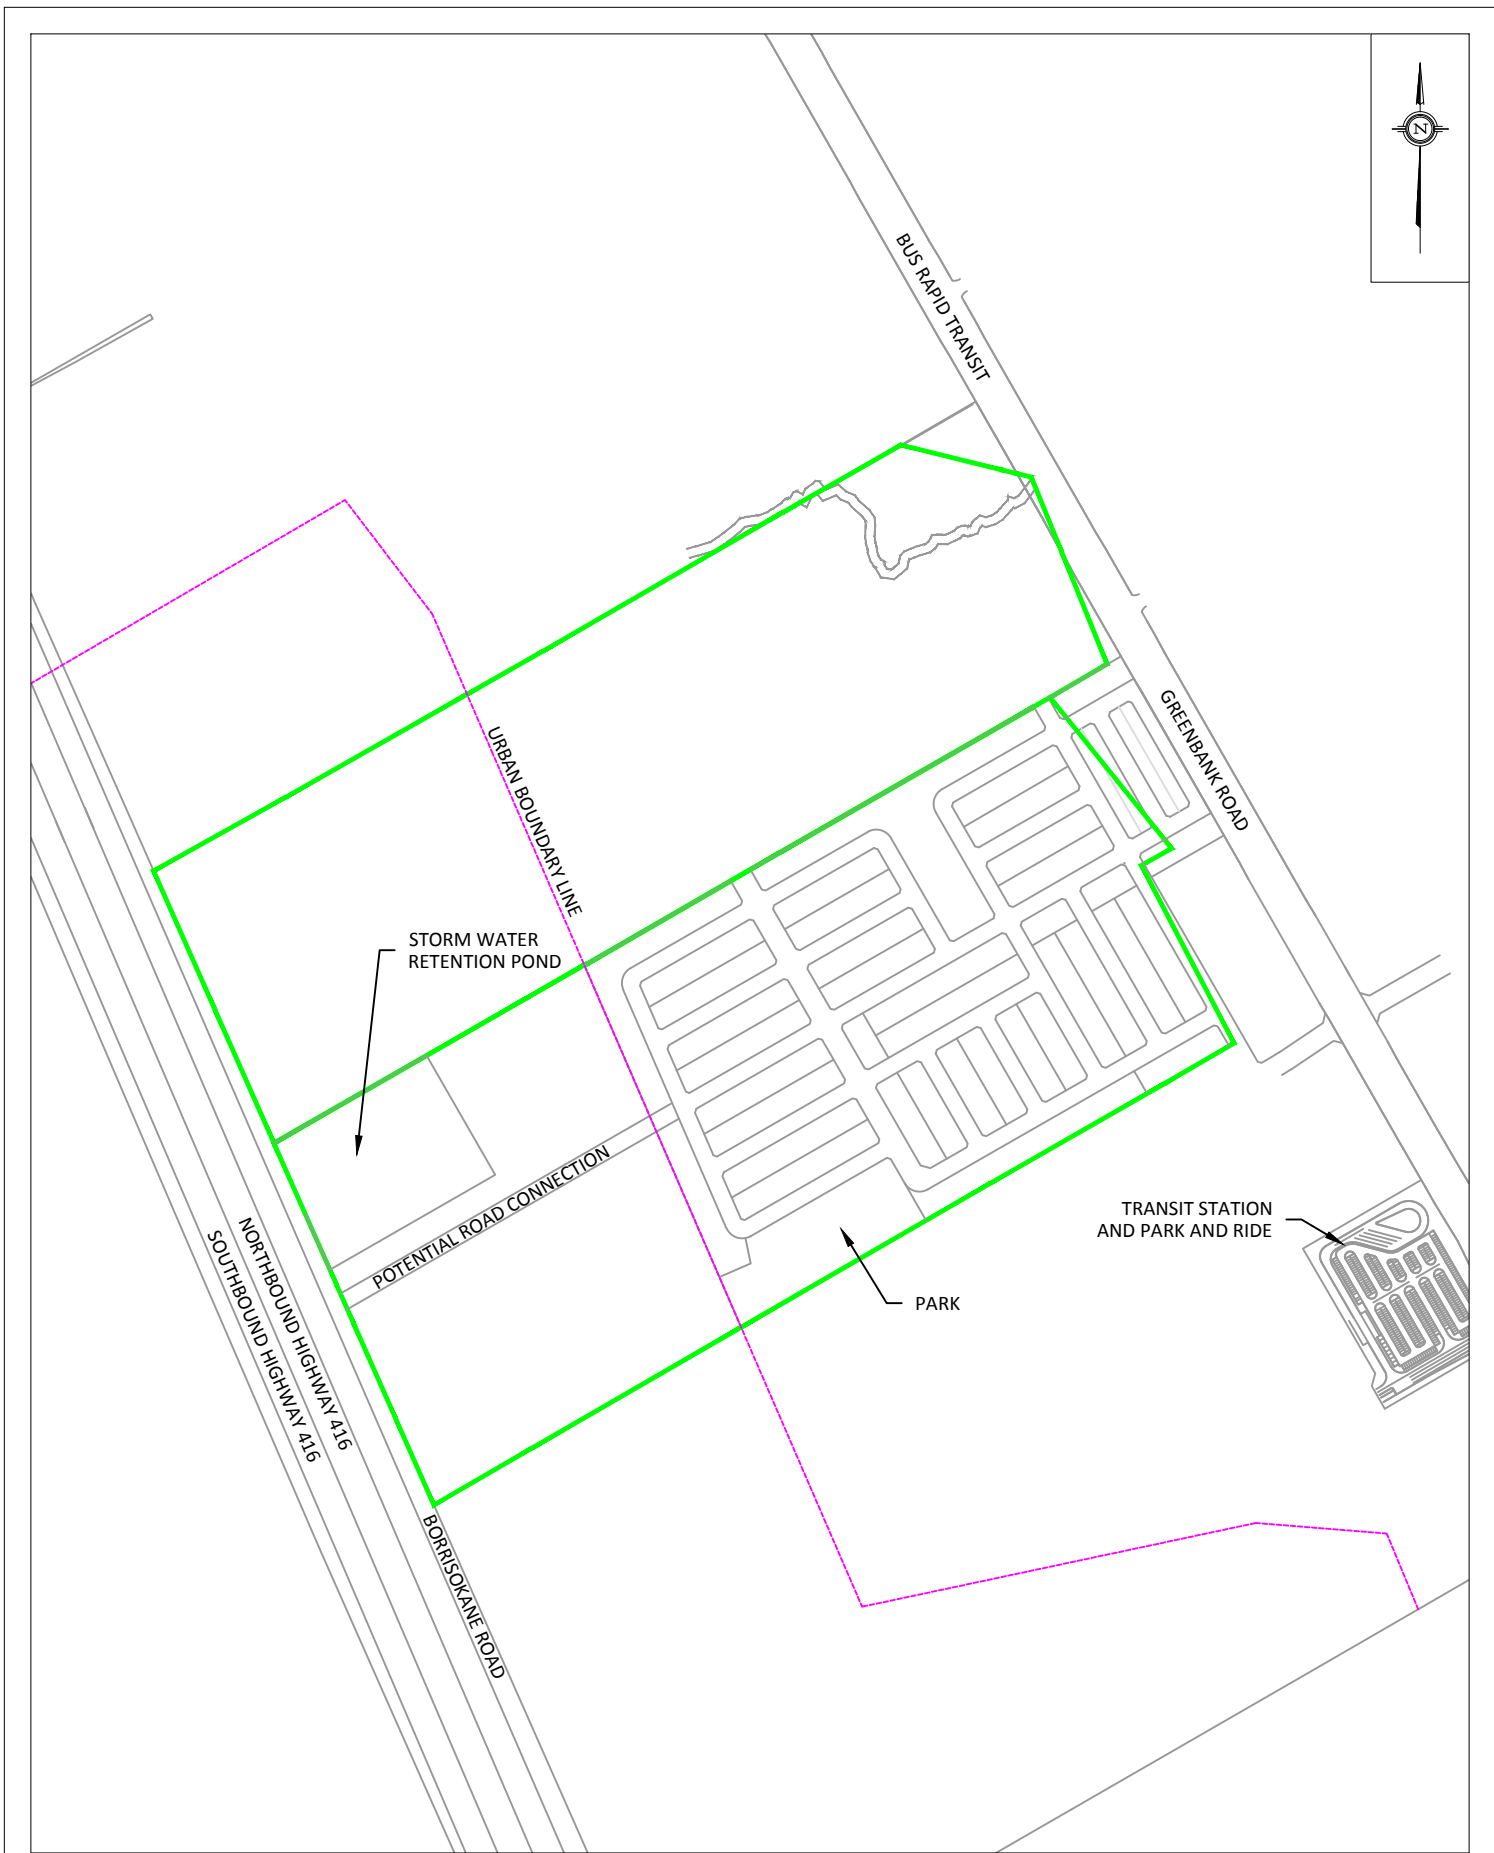 N
BUS RAPID TRANSIT
GREENBANK ROAD
URBAN BOUNDARY LINE
STORM WATER
RETENTION POND
POTENTIAL ROAD CONNECTION
TRANSIT STATION
AND PARK AND RIDE
PARK
NORTHBOUND HIGHWAY 416
SOUTHBOUND HIGHWAY 416
BORRISOKANE ROAD